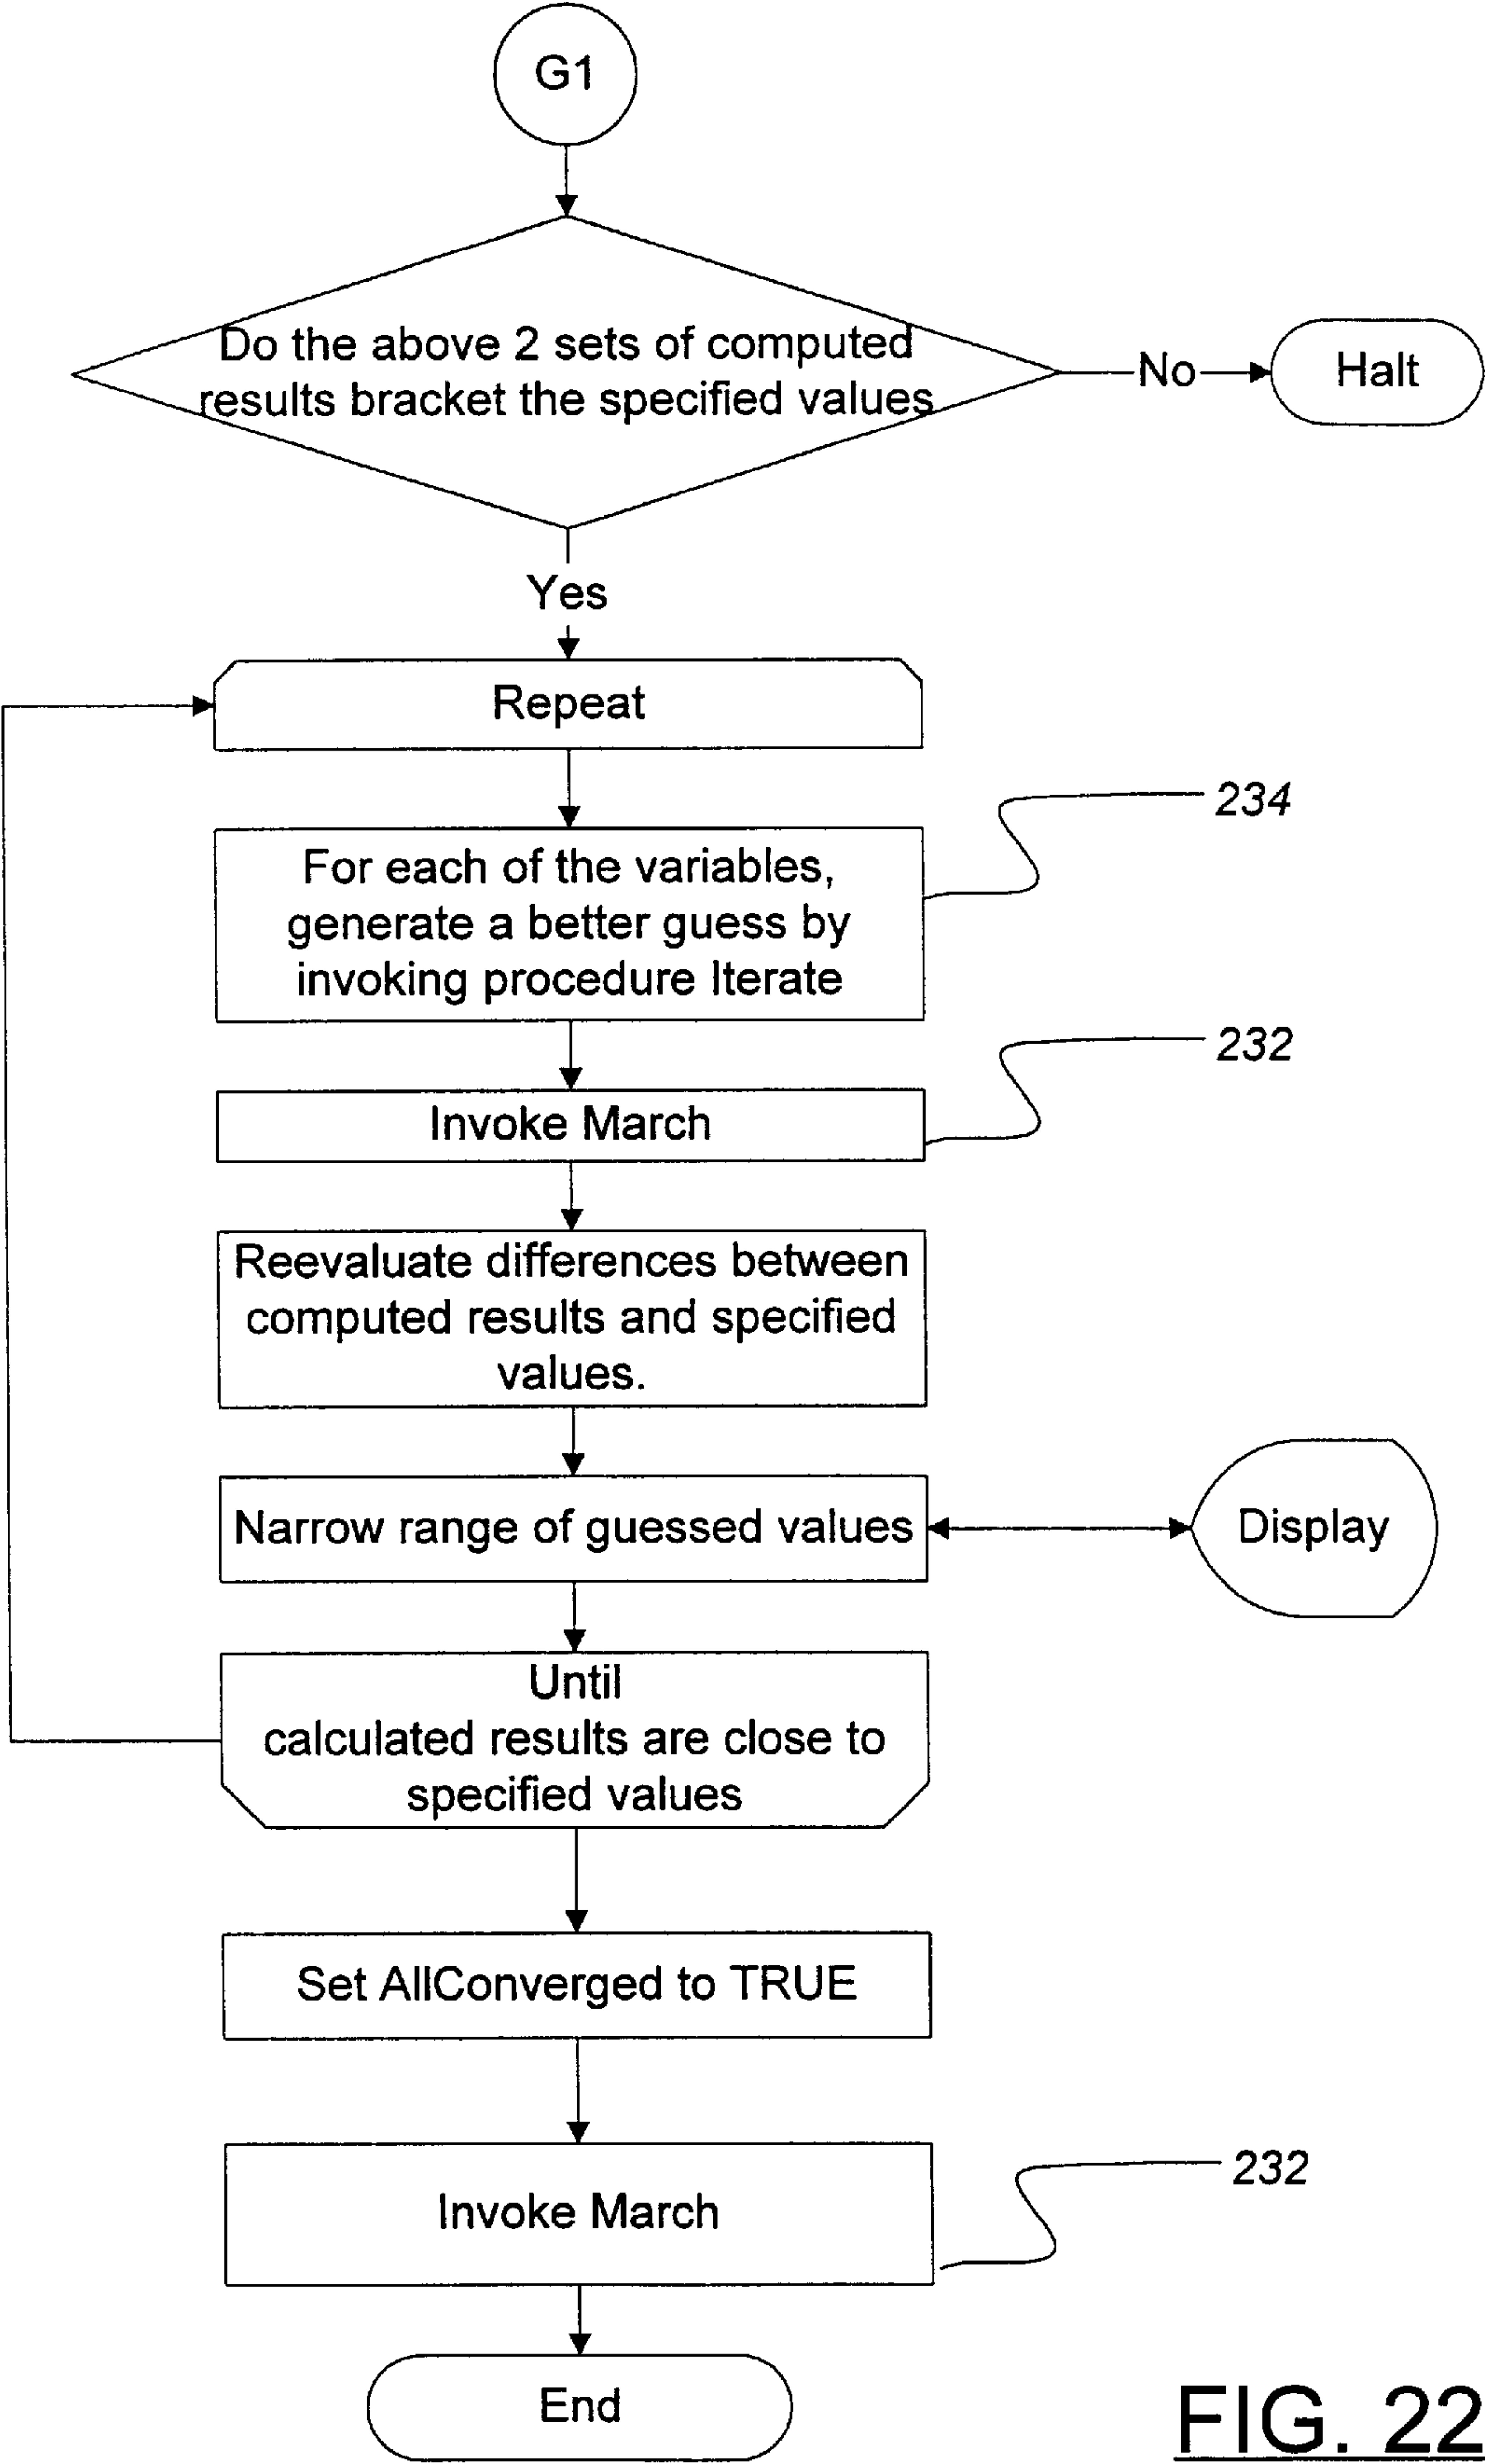 G1
Do the above 2 sets of computed
results bracket the specified values
No
Halt
Yes
Repeat
234
For each of the variables,
generate a better guess by
invoking procedure Iterate
232
Invoke March
Reevaluate differences between
computed results and specified
values.
Narrow range of guessed values
Display
Until
calculated results are close to
specified values
Set AllConverged to TRUE
232
Invoke March
End
FIG. 22